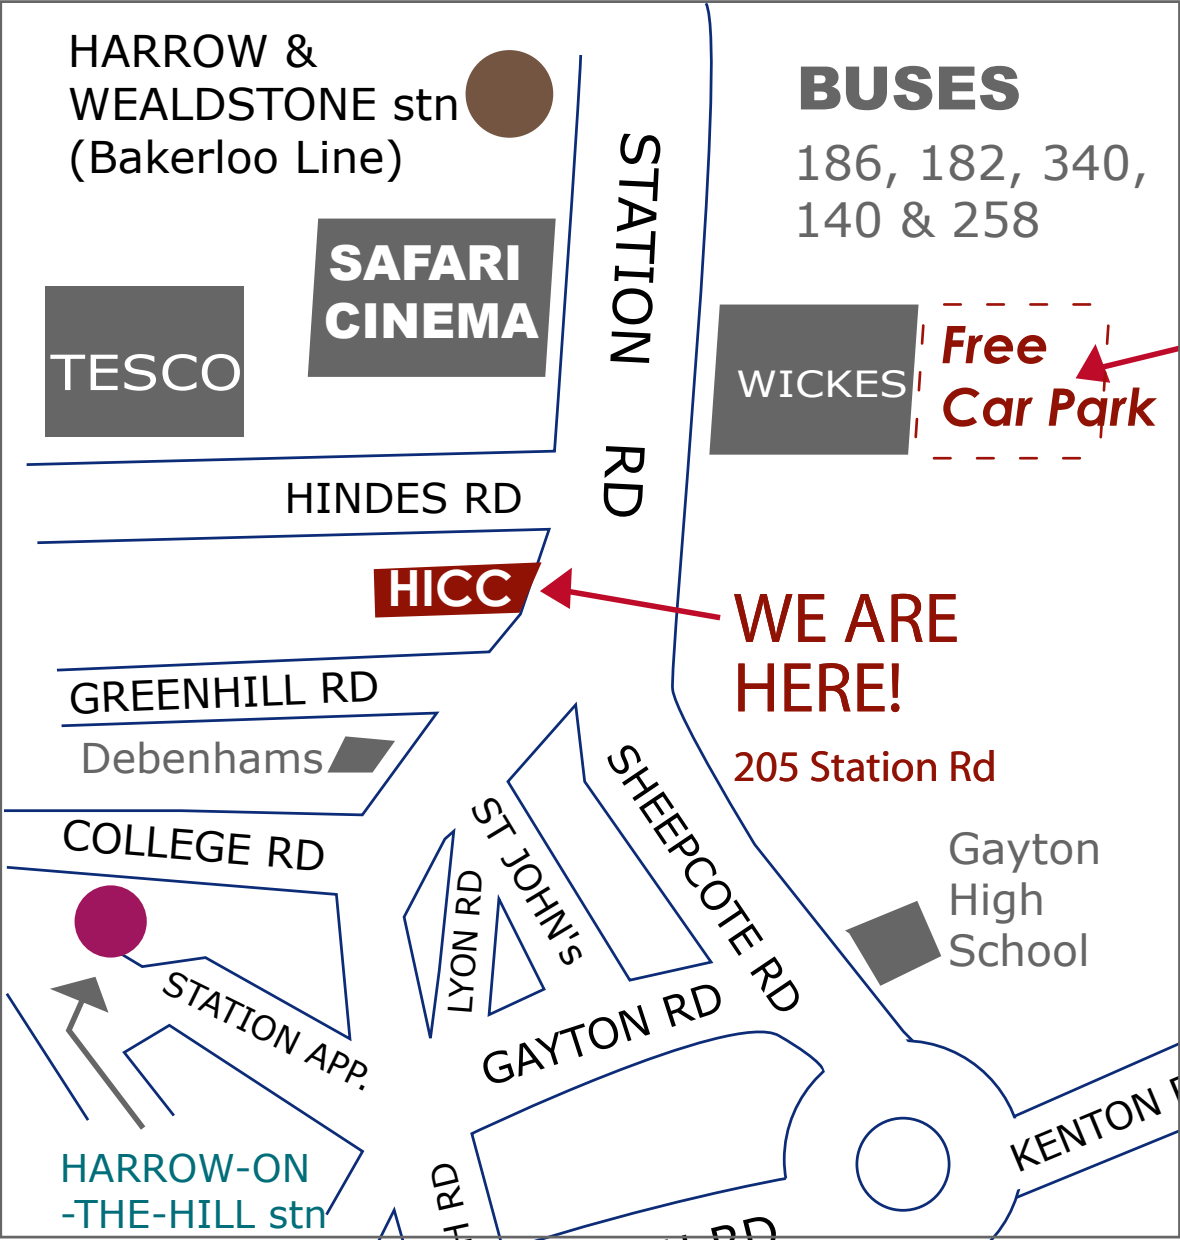 HARROW &
WEALDSTONE stn
(Bakerloo Line)
BUSES
186, 182, 340,
140 & 258
STATION RD
SAFARI
CINEMA
TESCO
WICKES
Free
Car Park
HINDES RD
HICC
WE ARE
HERE!
205 Station Rd
GREENHILL RD
Debenhams
COLLEGE RD
ST JOHN's
SHEEPCOTE RD
LYON RD
Gayton
High
School
STATION APP.
GAYTON RD
KENTON
HARROW-ON
-THE-HILL stn
RD
RD